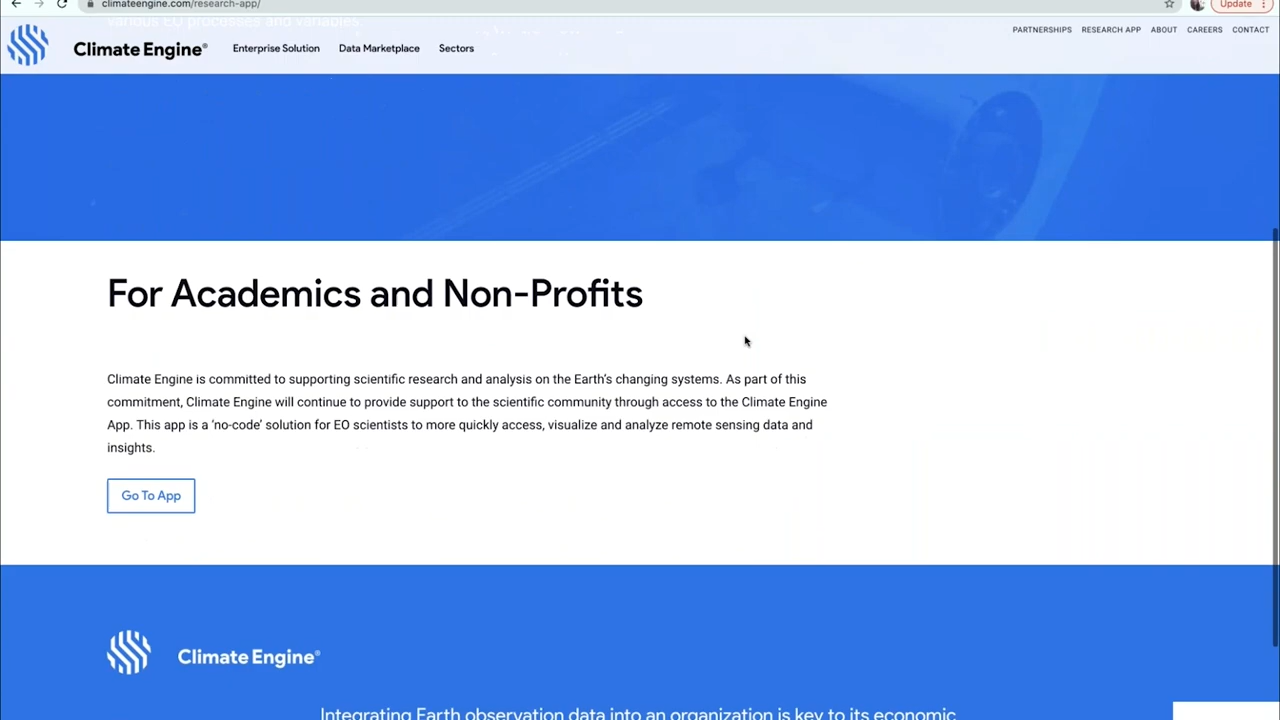 climateengine.com/research-app/
Update
various EO processes and variables.
Climate Engine®
Enterprise Solution
Data Marketplace
Sectors
PARTNERSHIPS
RESEARCH APP
ABOUT
CAREERS
CONTACT
For Academics and Non-Profits
Climate Engine is committed to supporting scientific research and analysis on the Earth's changing systems. As part of this
commitment, Climate Engine will continue to provide support to the scientific community through access to the Climate Engine
App. This app is a 'no-code' solution for EO scientists to more quickly access, visualize and analyze remote sensing data and
insights.
Go To App
Climate Engine®
Integrating Earth observation data into an organization is key to its economic